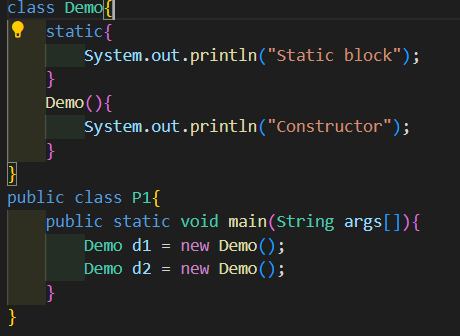 class Demo{
static{
System.out.println("Static block");
}
Demo(){
System.out.println("Constructor");
}
}
public class P1{
public static void main(String args[]){
Demo d1 = new Demo();
Demo d2 = new Demo();
}
}